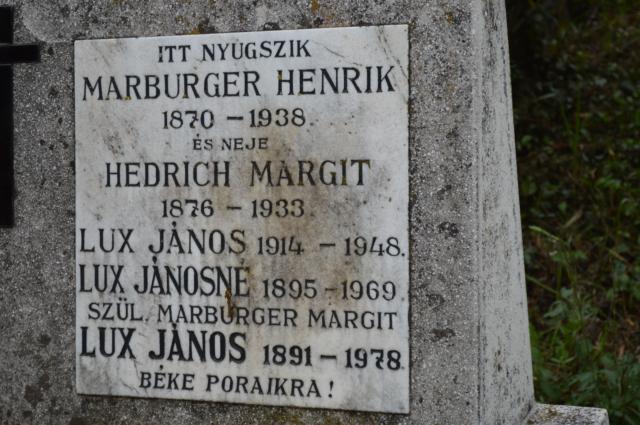 ITT NYUGSZIK
MARBURGER HENRIK
1870 – 1938.
ÉS NEJE
HEDRICH MARGIT
1876 – 1933.
LUX JÁNOS 1914 – 1948.
LUX JÁNOSNÉ 1895 – 1969.
SZÜL. MARBURGER MARGIT
LUX JÁNOS 1891 – 1978.
BÉKE PORAIKRA!